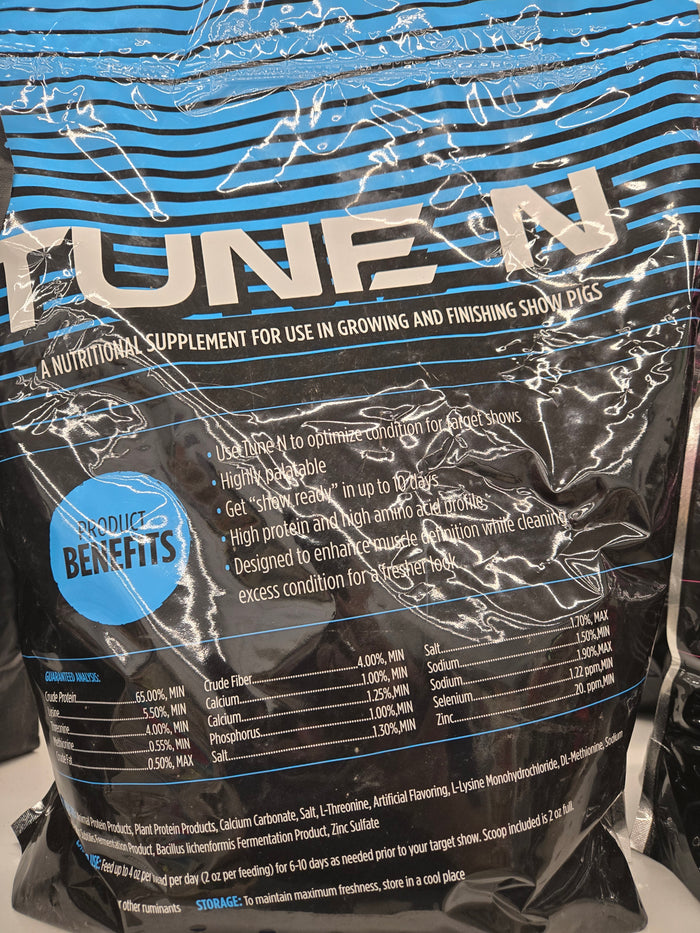 TUNE N
A NUTRITIONAL SUPPLEMENT FOR USE IN GROWING AND FINISHING SHOW PIGS
• Use Tune N to optimize condition for target shows
• Highly palatable
• Get "show ready" in up to 10 days
• High protein and high amino acid profile
• Designed to enhance muscle definition while cleaning
excess condition for a fresher look
PRODUCT
BENEFITS
GUARANTEED ANALYSIS:
Crude Protein 65.00%, MIN
5.50%, MIN
4.00%, MIN
0.55%, MIN
0.50%, MAX
Crude Fiber 4.00%, MIN
Calcium 1.00%, MIN
Calcium 1.25%,MIN
Phosphorus 1.00%,MIN
Salt 1.30%,MIN
Salt 1.70%, MAX
Sodium 1.50%,MIN
Sodium 1.90%,MAX
Selenium 1.22 ppm,MIN
Zinc 20. ppm,MIN
Protein Products, Plant Protein Products, Calcium Carbonate, Salt, L-Threonine, Artificial Flavoring, L-Lysine Monohydrochloride, DL-Methionine, Sodium
Fermentation Product, Bacillus lichenformis Fermentation Product, Zinc Sulfate
USE: Feed up to 4 oz per head per day (2 oz per feeding) for 6-10 days as needed prior to your target show. Scoop included is 2 oz full.
other ruminants STORAGE: To maintain maximum freshness, store in a cool place